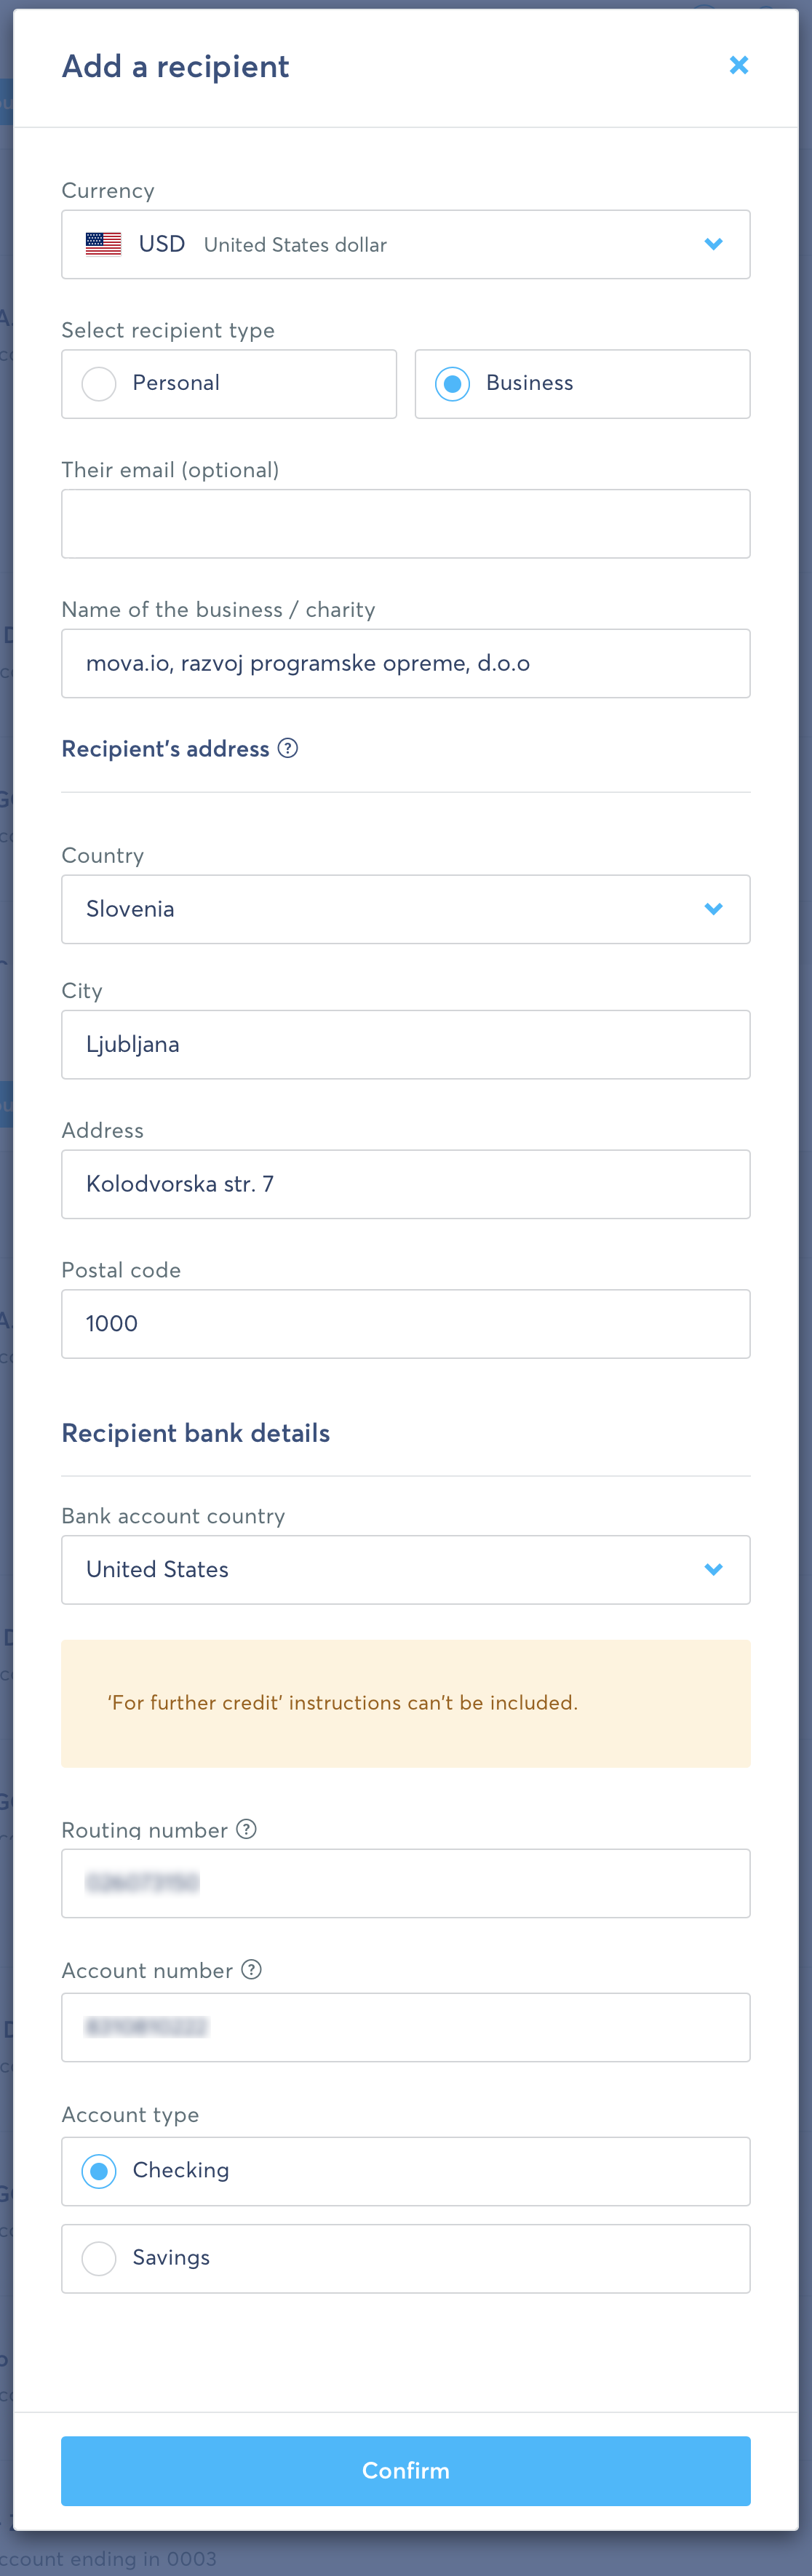 Add a recipient
Currency
USD United States dollar
Select recipient type
Personal Business
Their email (optional)
Name of the business / charity
mova.io, razvoj programske opreme, d.o.o
Recipient's address ?
Country
Slovenia
City
Ljubljana
Address
Kolodvorska str. 7
Postal code
1000
Recipient bank details
Bank account country
United States
‘For further credit’ instructions can’t be included.
Routing number ?
Account number ?
Account type
Checking
Savings
Confirm
ccount ending in 0003